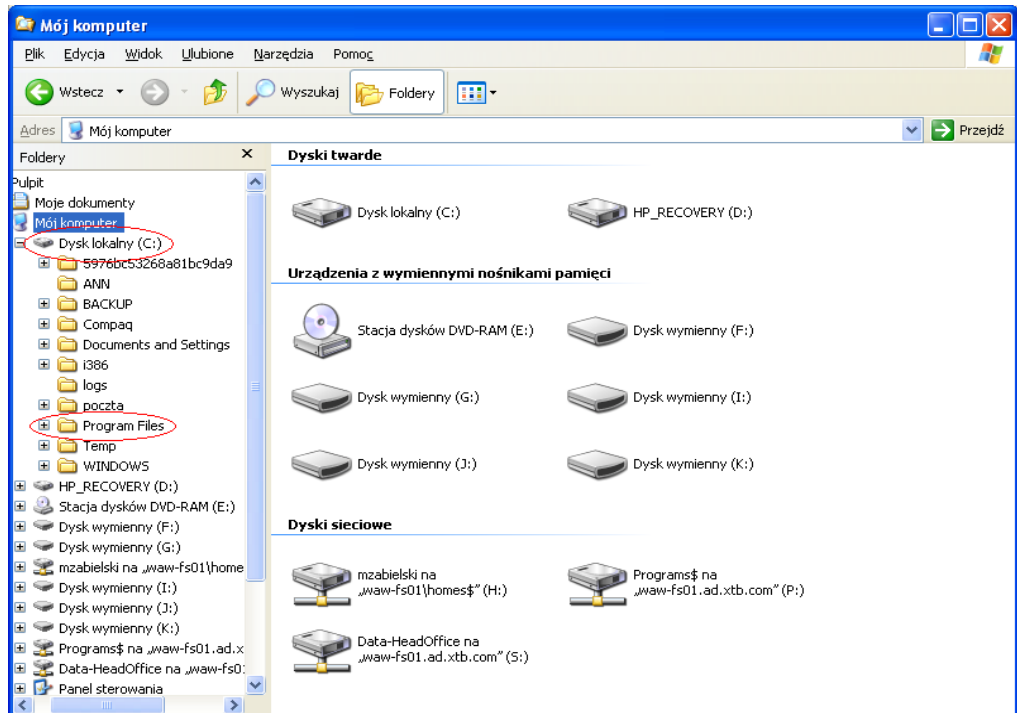 Mój komputer
Plik Edycja Widok Ulubione Narzędzia Pomoc
Wstecz Wyszukaj Foldery
Adres Mój komputer Przejdź
Foldery
Pulpit
Moje dokumenty
Mój komputer
Dysk lokalny (C:)
5976bc53268a81bc9da9
ANN
BACKUP
Compaq
Documents and Settings
i386
logs
poczta
Program Files
Temp
WINDOWS
HP_RECOVERY (D:)
Stacja dysków DVD-RAM (E:)
Dysk wymienny (F:)
Dysk wymienny (G:)
mzabielski na „waw-fs01\home
Dysk wymienny (I:)
Dysk wymienny (J:)
Dysk wymienny (K:)
Programs$ na „waw-fs01.ad.x
Data-HeadOffice na „waw-fs0:
Panel sterowania
Dyski twarde
Dysk lokalny (C:) HP_RECOVERY (D:)
Urządzenia z wymiennymi nośnikami pamięci
Stacja dysków DVD-RAM (E:) Dysk wymienny (F:)
Dysk wymienny (G:) Dysk wymienny (I:)
Dysk wymienny (J:) Dysk wymienny (K:)
Dyski sieciowe
mzabielski na
„waw-fs01\homes$” (H:)
Programs$ na
„waw-fs01.ad.xtb.com” (P:)
Data-HeadOffice na
„waw-fs01.ad.xtb.com” (S:)